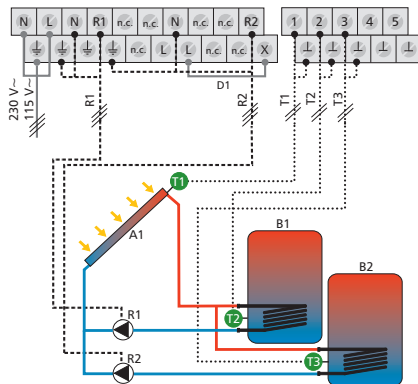 N L N R1 n.c. n.c. N n.c. n.c. R2 1 2 3 4 5
n.c. L L n.c. n.c. X
D1
230 V~
115 V~
R1
R2
T1
T2
T3
T1
A1
B1
B2
R1
T2
R2
T3